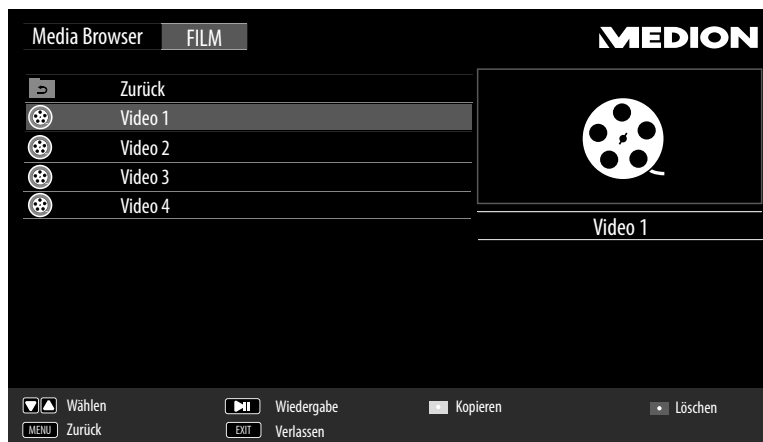 Media Browser FILM MEDION
Zurück
Video 1
Video 2
Video 3
Video 4
Video 1
Wählen Wiedergabe Kopieren Löschen
MENU Zurück EXIT Verlassen